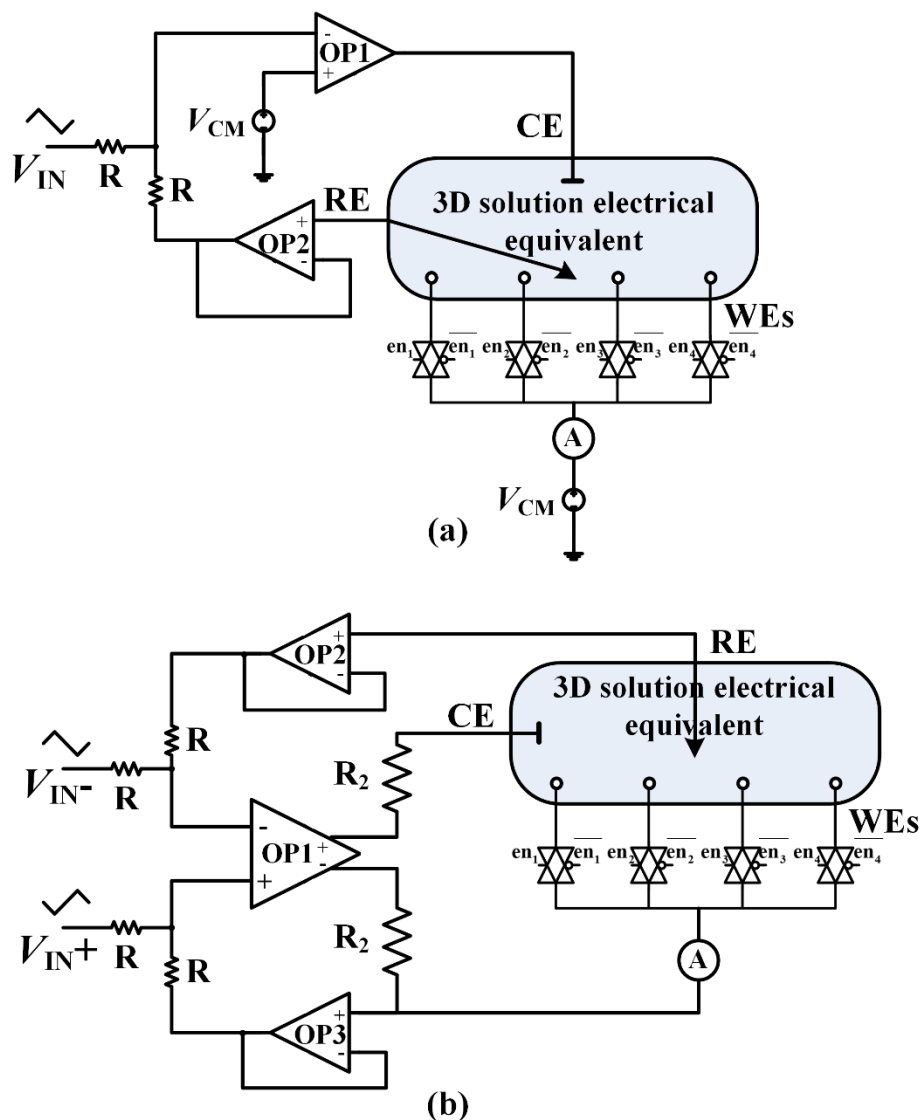 -
OP1
+
V_CM
CE
V_IN
R
R
RE
3D solution electrical
equivalent
+
OP2
-
WEs
en₁ en₁ en₂ en₂ en₃ en₃ en₄ en₄
A
V_CM
(a)
+
OP2
-
RE
3D solution electrical
equivalent
CE
R
R₂
V_IN-
R
-
OP1
+
-
+
WEs
en₁ en₁ en₂ en₂ en₃ en₃ en₄ en₄
V_IN+
R
R
R₂
A
+
OP3
-
(b)